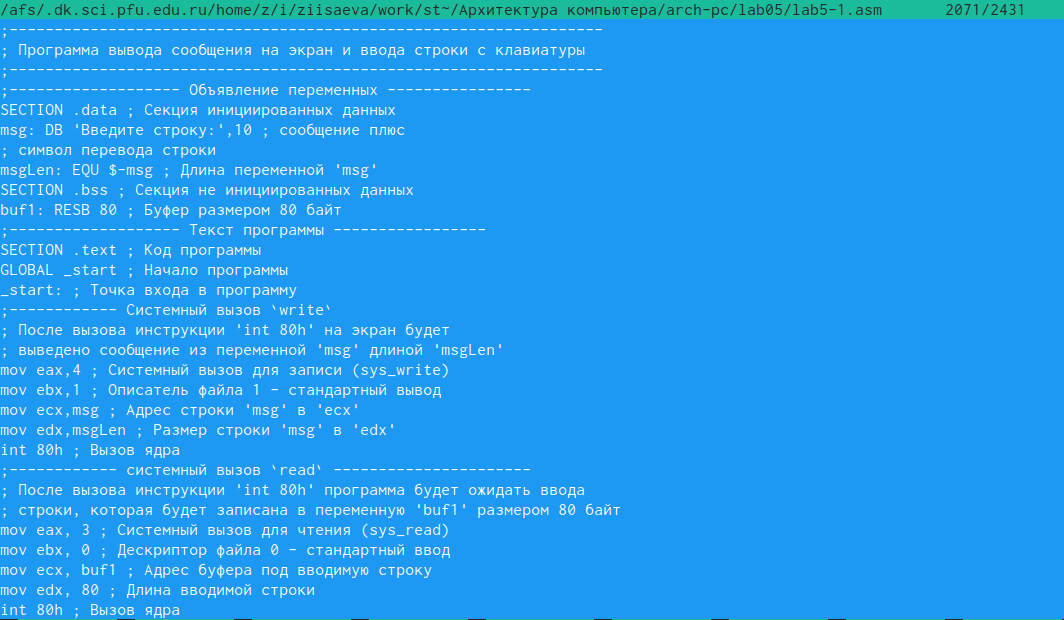 /afs/.dk.sci.pfu.edu.ru/home/z/i/ziisaeva/work/st~/Архитектура компьютера/arch-pc/lab05/lab5-1.asm 2071/2431
;------------------------------------------------------------------
; Программа вывода сообщения на экран и ввода строки с клавиатуры
;------------------------------------------------------------------
;------------------- Объявление переменных ----------------
SECTION .data ; Секция инициированных данных
msg: DB 'Введите строку:',10 ; сообщение плюс
; символ перевода строки
msgLen: EQU $-msg ; Длина переменной 'msg'
SECTION .bss ; Секция не инициированных данных
buf1: RESB 80 ; Буфер размером 80 байт
;------------------- Текст программы -----------------
SECTION .text ; Код программы
GLOBAL _start ; Начало программы
_start: ; Точка входа в программу
;------------ Системный вызов `write`
; После вызова инструкции 'int 80h' на экран будет
; выведено сообщение из переменной 'msg' длиной 'msgLen'
mov eax,4 ; Системный вызов для записи (sys_write)
mov ebx,1 ; Описатель файла 1 - стандартный вывод
mov ecx,msg ; Адрес строки 'msg' в 'ecx'
mov edx,msgLen ; Размер строки 'msg' в 'edx'
int 80h ; Вызов ядра
;------------ системный вызов `read` ----------------------
; После вызова инструкции 'int 80h' программа будет ожидать ввода
; строки, которая будет записана в переменную 'buf1' размером 80 байт
mov eax, 3 ; Системный вызов для чтения (sys_read)
mov ebx, 0 ; Дескриптор файла 0 - стандартный ввод
mov ecx, buf1 ; Адрес буфера под вводимую строку
mov edx, 80 ; Длина вводимой строки
int 80h ; Вызов ядра